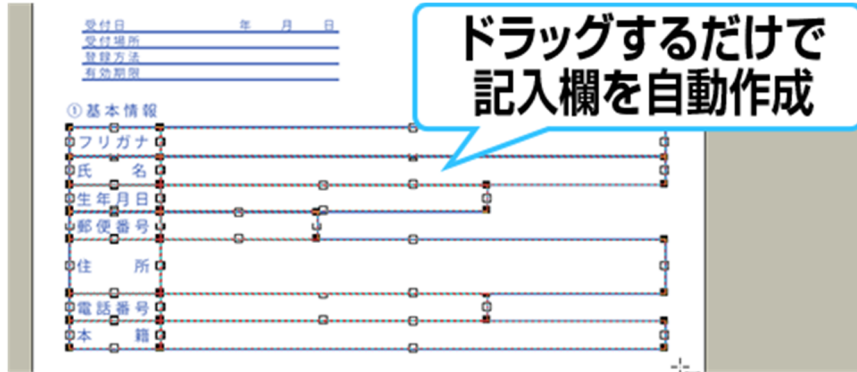 受付日 年 月 日
受付場所
登録方法
有効期限
ドラッグするだけで
記入欄を自動作成
①基本情報
フリガナ
氏 名
生年月日
郵便番号
住 所
電話番号
本 籍